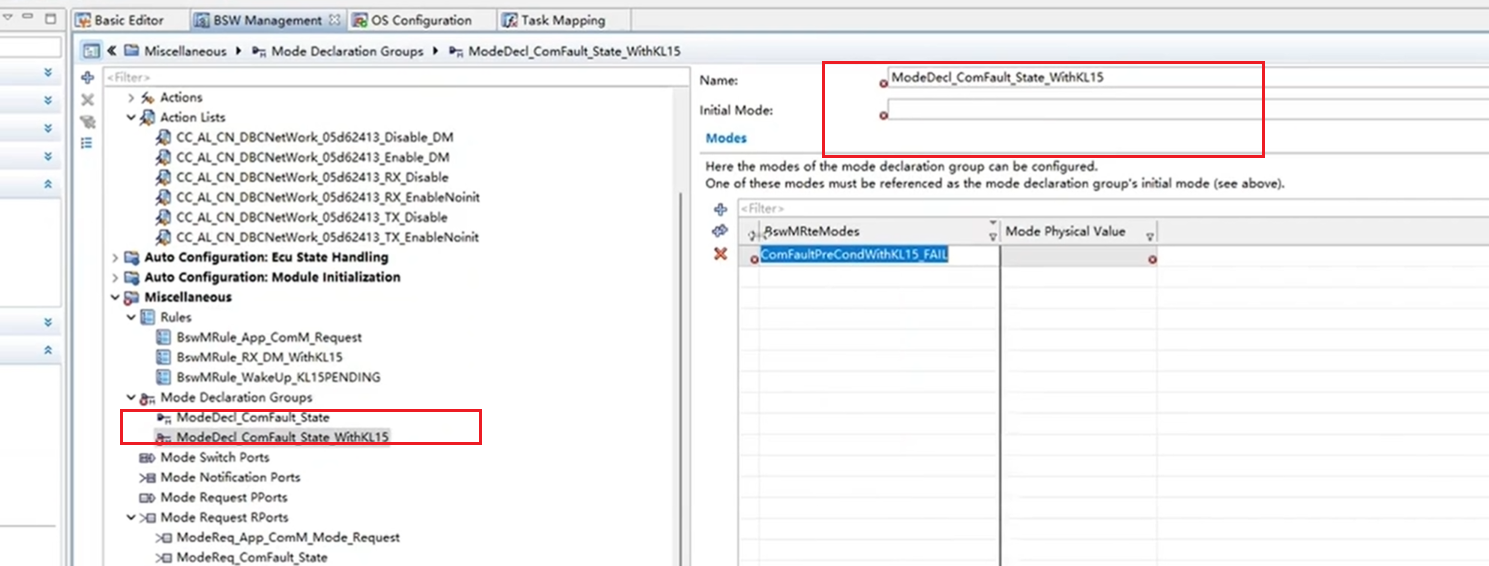 Basic Editor
BSW Management
OS Configuration
Task Mapping
Miscellaneous
Mode Declaration Groups
ModeDecl_ComFault_State_WithKL15
<Filter>
Actions
Action Lists
CC_AL_CN_DBCNetWork_05d62413_Disable_DM
CC_AL_CN_DBCNetWork_05d62413_Enable_DM
CC_AL_CN_DBCNetWork_05d62413_RX_Disable
CC_AL_CN_DBCNetWork_05d62413_RX_EnableNoinit
CC_AL_CN_DBCNetWork_05d62413_TX_Disable
CC_AL_CN_DBCNetWork_05d62413_TX_EnableNoinit
Auto Configuration: Ecu State Handling
Auto Configuration: Module Initialization
Miscellaneous
Rules
BswMRule_App_ComM_Request
BswMRule_RX_DM_WithKL15
BswMRule_WakeUp_KL15PENDING
Mode Declaration Groups
ModeDecl_ComFault_State
ModeDecl_ComFault_State_WithKL15
Mode Switch Ports
Mode Notification Ports
Mode Request PPorts
Mode Request RPorts
ModeReq_App_ComM_Mode_Request
ModeReq_ComFault_State
Name:
ModeDecl_ComFault_State_WithKL15
Initial Mode:
Modes
Here the modes of the mode declaration group can be configured.
One of these modes must be referenced as the mode declaration group's initial mode (see above).
<Filter>
BswMRteModes
Mode Physical Value
ComFaultPreCondWithKL15_FAIL